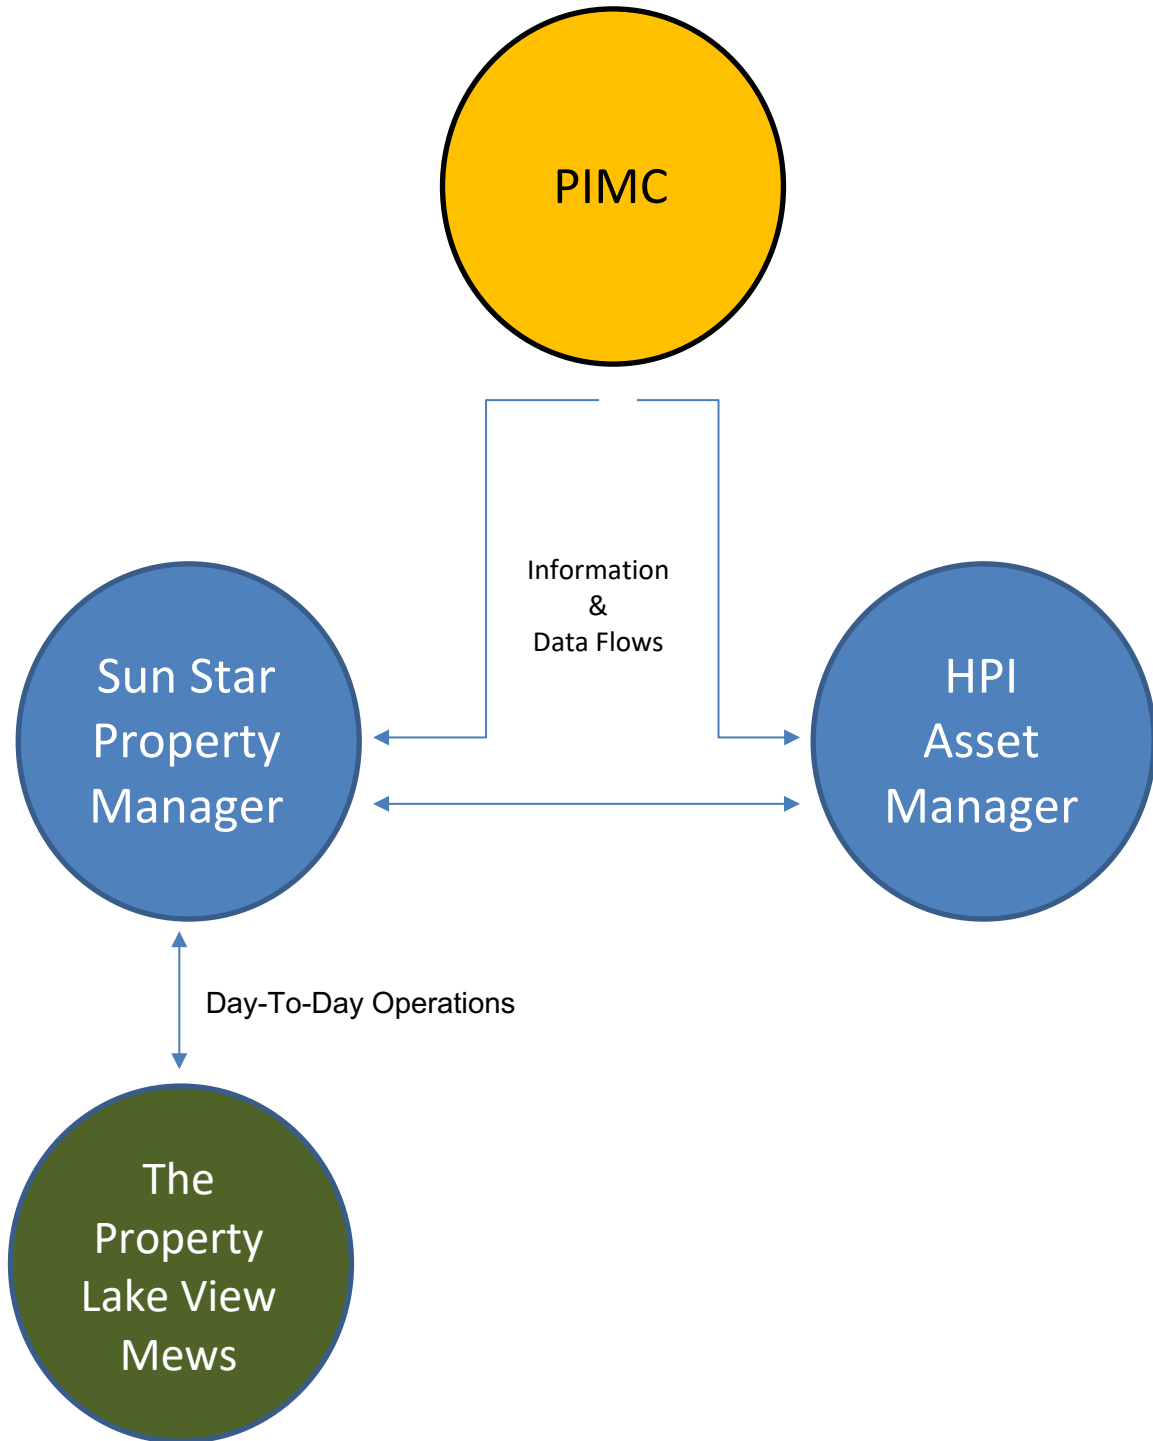 PIMC
Information
&
Data Flows
Sun Star
Property
Manager
HPI
Asset
Manager
Day-To-Day Operations
The
Property
Lake View
Mews